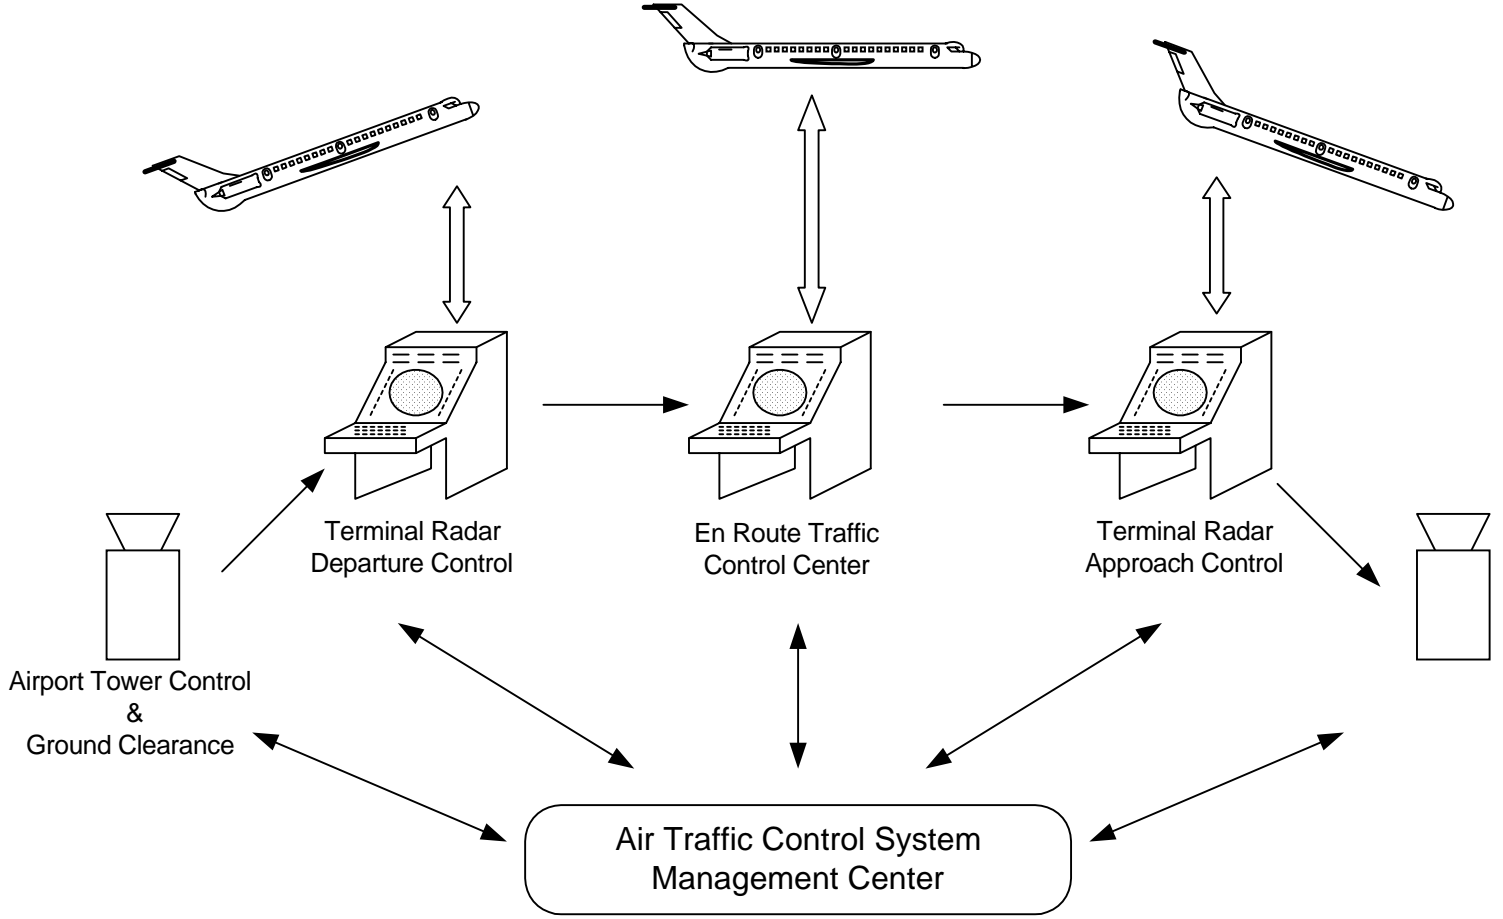 Terminal Radar
Departure Control
En Route Traffic
Control Center
Terminal Radar
Approach Control
Airport Tower Control
&
Ground Clearance
Air Traffic Control System
Management Center